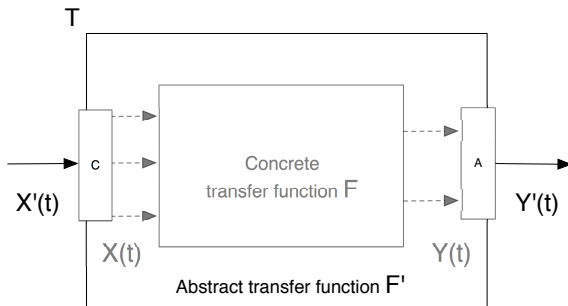 T
C
Concrete
transfer function F
A
X'(t)
Y'(t)
X(t)
Y(t)
Abstract transfer function F'